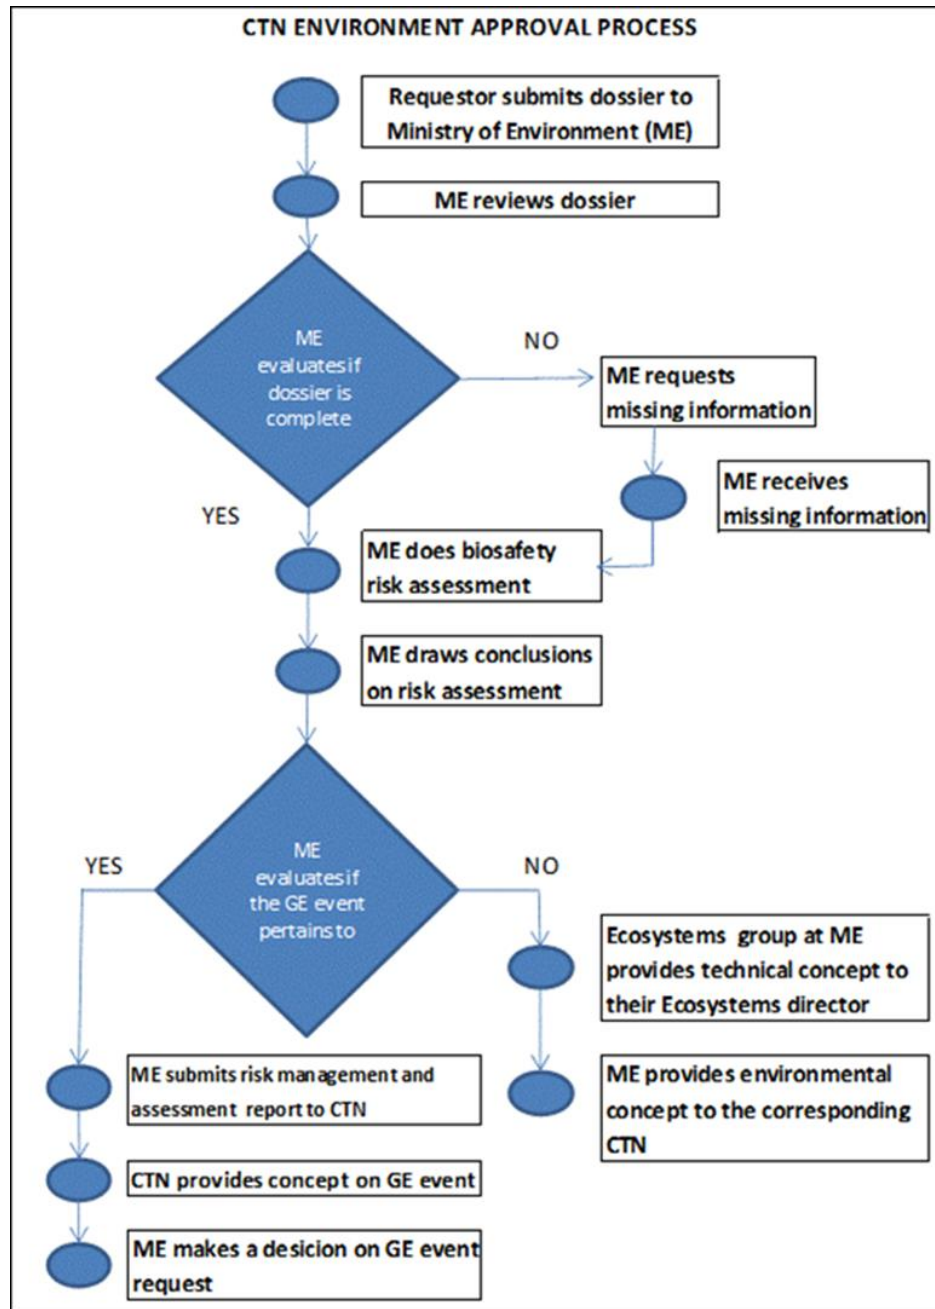 CTN ENVIRONMENT APPROVAL PROCESS
Requestor submits dossier to
Ministry of Environment (ME)
ME reviews dossier
ME
evaluates if
dossier is
complete
NO
ME requests
missing information
ME receives
missing information
YES
ME does biosafety
risk assessment
ME draws conclusions
on risk assessment
ME
evaluates if
the GE event
pertains to
YES
NO
Ecosystems group at ME
provides technical concept to
their Ecosystems director
ME provides environmental
concept to the corresponding
CTN
ME submits risk management and
assessment report to CTN
CTN provides concept on GE event
ME makes a desicion on GE event
request